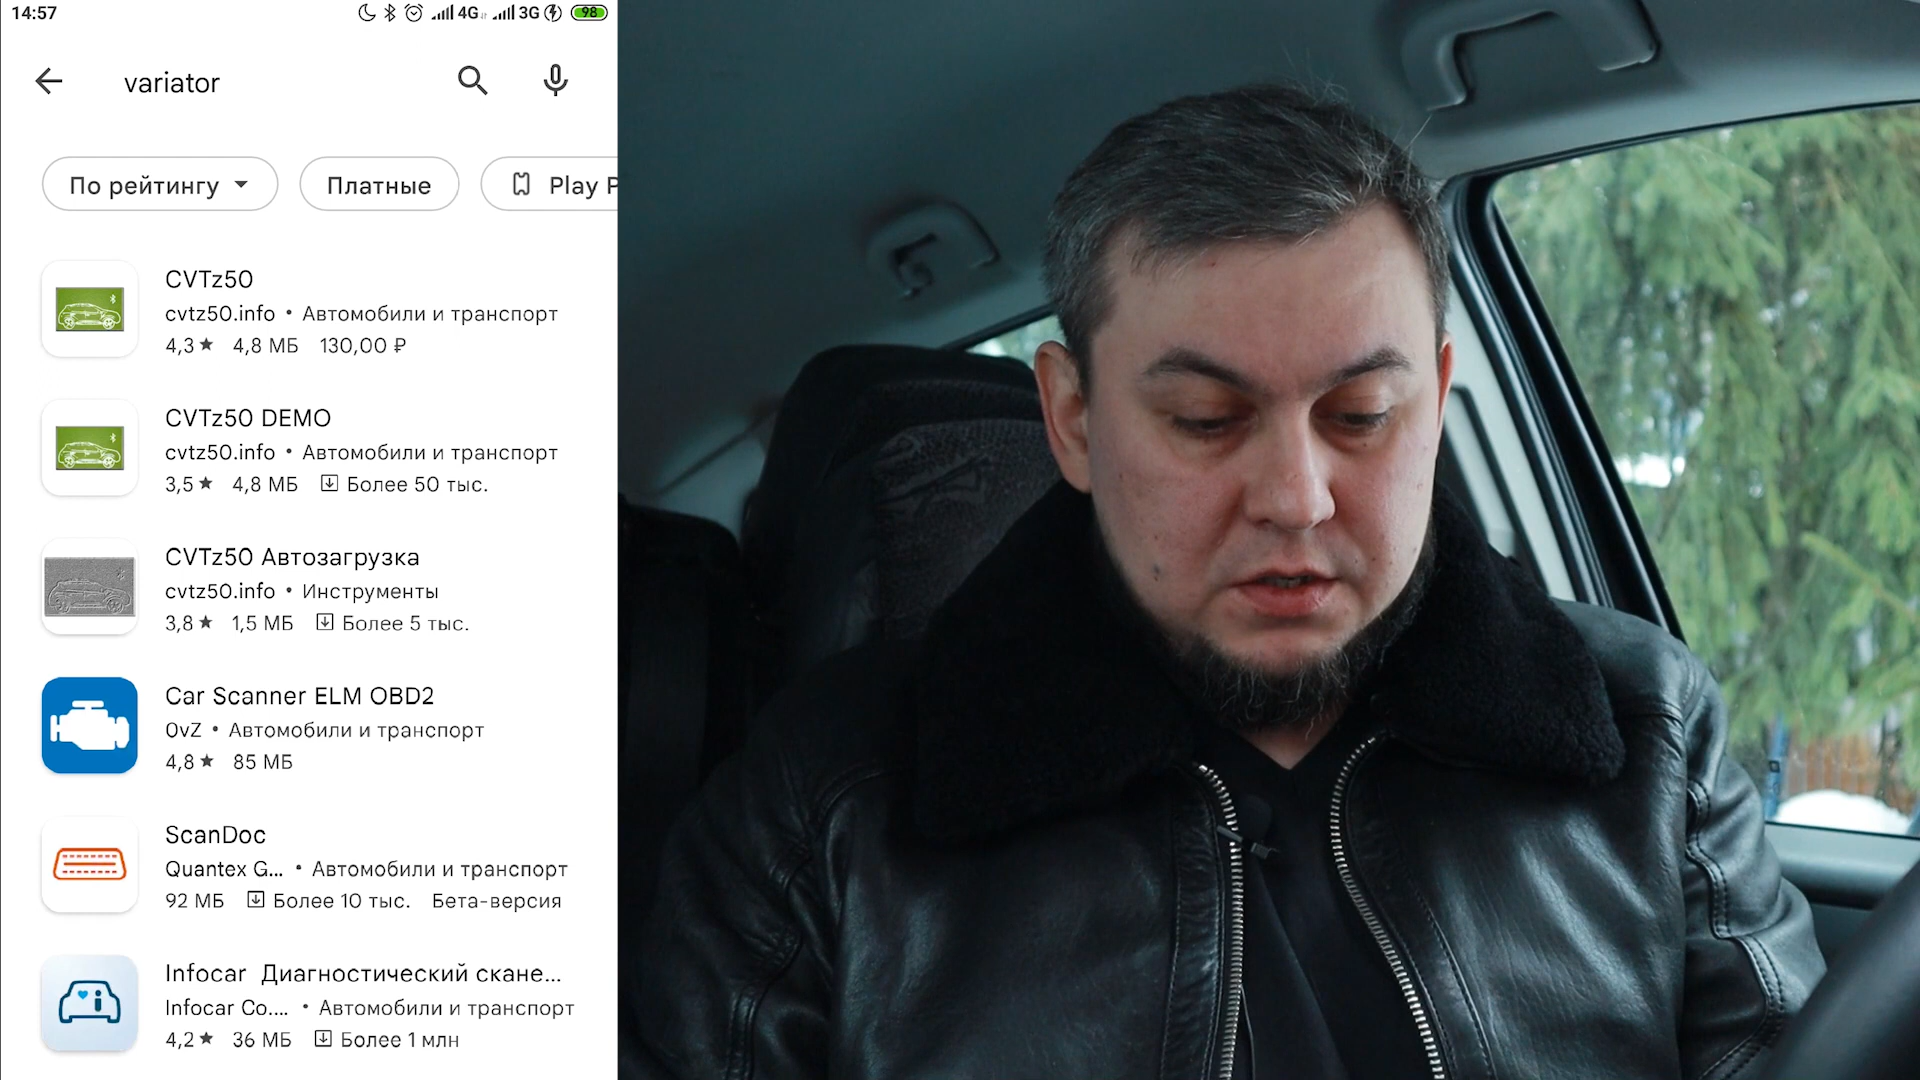 14:57
4G 3G 98
variator
По рейтингу
Платные
Play P
CVTz50
cvtz50.info • Автомобили и транспорт
4,3★ 4,8 МБ 130,00 ₽
CVTz50 DEMO
cvtz50.info • Автомобили и транспорт
3,5★ 4,8 МБ Более 50 тыс.
CVTz50 Автозагрузка
cvtz50.info • Инструменты
3,8★ 1,5 МБ Более 5 тыс.
Car Scanner ELM OBD2
0vZ • Автомобили и транспорт
4,8★ 85 МБ
ScanDoc
Quantex G... • Автомобили и транспорт
92 МБ Более 10 тыс. Бета-версия
Infocar Диагностический скане...
Infocar Co.... • Автомобили и транспорт
4,2★ 36 МБ Более 1 млн